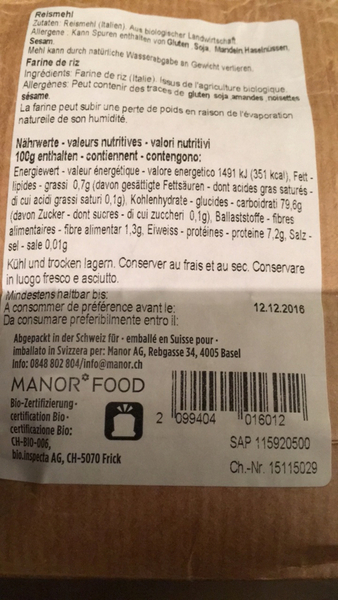 Reismehl
Zutaten: Reismehl (Italien). Aus biologischer Landwirtschaft
Allergene: Kann Spuren enthalten von Gluten, Soja, Mandeln, Haselnüssen,
Sesam.
Mehl kann durch natürliche Wasserabgabe an Gewicht verlieren.
Farine de riz
Ingrédients: Farine de riz (Italie). Issus de l'agriculture biologique.
Allergènes: Peut contenir des traces de gluten soja amandes noisettes
sésame.
La farine peut subir une perte de poids en raison de l'évaporation
naturelle de son humidité.
Nährwerte - valeurs nutritives - valori nutritivi
100g enthalten - contiennent - contengono:
Energiewert - valeur énergétique - valore energetico 1491 kJ (351 kcal), Fett -
lipides - grassi 0,7g (davon gesättigte Fettsäuren - dont acides gras saturés -
di cui acidi grassi saturi 0,1g), Kohlenhydrate - glucides - carboidrati 79,6g
(davon Zucker - dont sucres - di cui zuccheri 0,1g), Ballaststoffe - fibres
alimentaires - fibre alimentari 1,3g, Eiweiss - protéines - proteine 7,2g, Salz -
sel - sale 0,01g
Kühl und trocken lagern. Conserver au frais et au sec. Conservare
in luogo fresco e asciutto.
Mindestens haltbar bis:
A consommer de préférence avant le: 12.12.2016
Da consumare preferibilmente entro il:
Abgepackt in der Schweiz für - emballé en Suisse pour -
imballato in Svizzera per: Manor AG, Rebgasse 34, 4005 Basel
Info: 0848 802 804/info@manor.ch
MANOR FOOD
Bio-Zertifizierung -
certification Bio -
certificazione Bio:
CH-BIO-006,
bio.inspecta AG, CH-5070 Frick
2 099404 016012
SAP 115920500
Ch.-Nr. 15115029